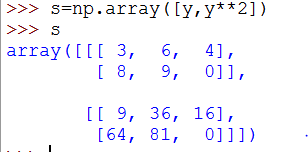 >>> s=np.array([y,y**2])
>>> s
array([[[ 3,  6,  4],
        [ 8,  9,  0]],
       [[ 9, 36, 16],
        [64, 81,  0]]])